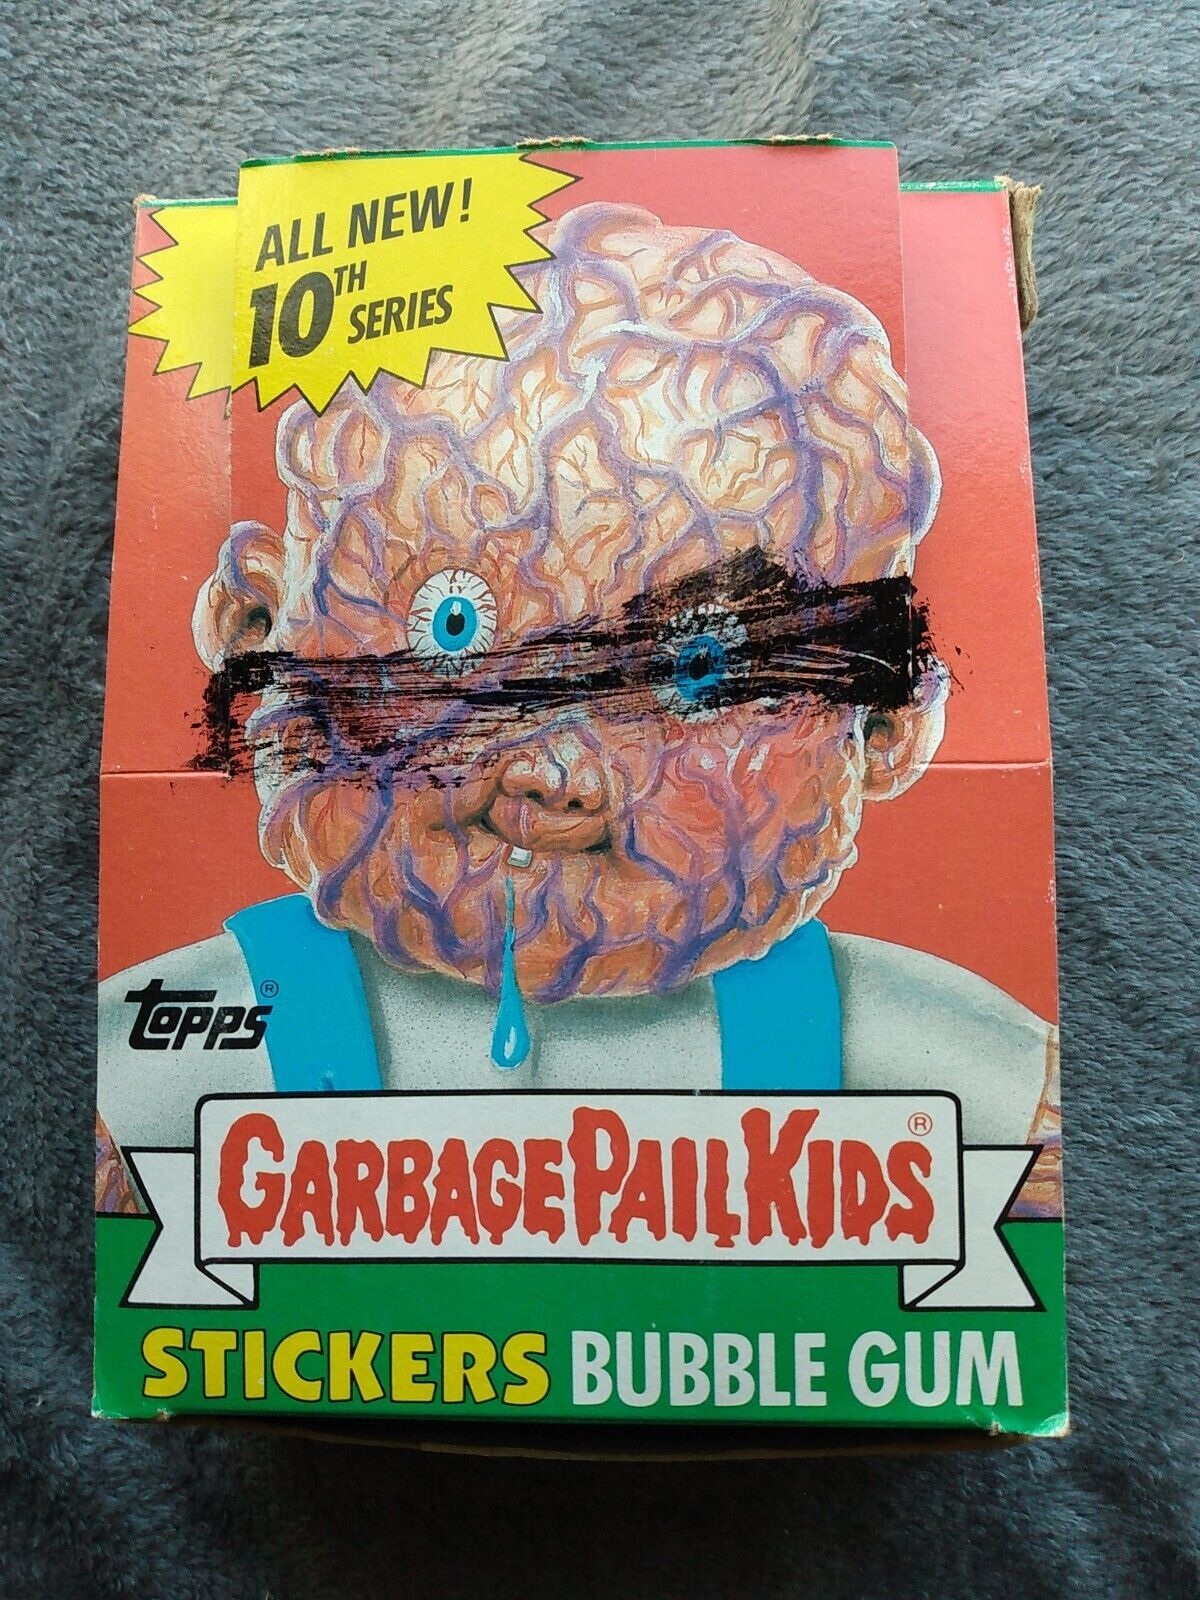 ALL NEW!
10TH SERIES
topps®
GARBAGE PAIL KIDS®
STICKERS BUBBLE GUM